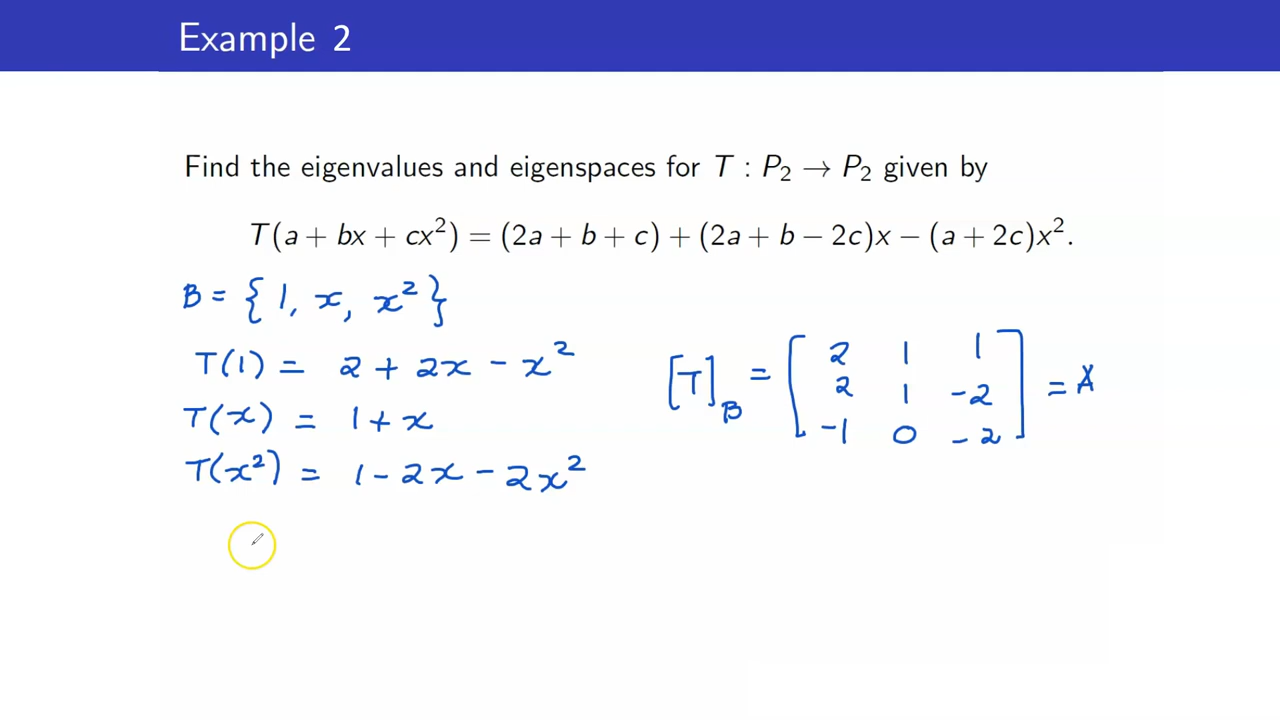 Example 2
Find the eigenvalues and eigenspaces for T : P₂ → P₂ given by
T(a + bx + cx²) = (2a + b + c) + (2a + b − 2c)x − (a + 2c)x².
B = {1, x, x²}
T(1) = 2 + 2x - x²
T(x) = 1 + x
T(x²) = 1 - 2x - 2x²
[T]_B = [2 1 1
2 1 -2
-1 0 -2] = A